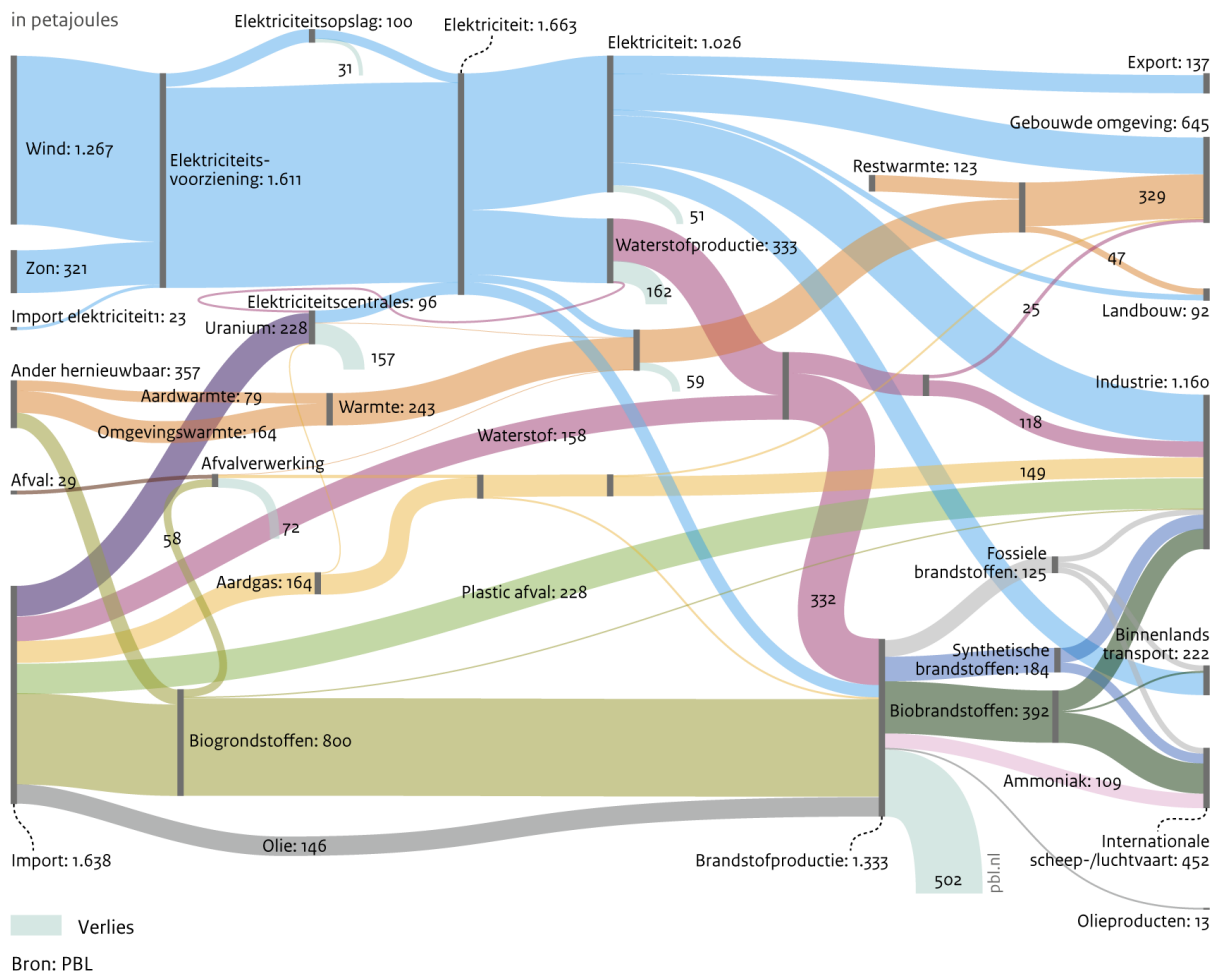 in petajoules
Elektriciteitsopslag: 100
Elektriciteit: 1.663
Elektriciteit: 1.026
31
Export: 137
Wind: 1.267
Elektriciteits-
voorziening: 1.611
Gebouwde omgeving: 645
Restwarmte: 123
329
51
Waterstofproductie: 333
47
Zon: 321
162
25
Elektriciteitscentrales: 96
Import elektriciteit: 23
Uranium: 228
Landbouw: 92
157
Ander hernieuwbaar: 357
59
Industrie: 1.160
Aardwarmte: 79
Warmte: 243
118
Omgevingswarmte: 164
Waterstof: 158
Afvalverwerking
149
Afval: 29
72
58
Fossiele
brandstoffen: 125
Aardgas: 164
Plastic afval: 228
332
Binnenlands
transport: 222
Synthetische
brandstoffen: 184
Biobrandstoffen: 392
Biogrondstoffen: 800
Ammoniak: 109
Olie: 146
Import: 1.638
Brandstofproductie: 1.333
Internationale
scheep-/luchtvaart: 452
502
pbl.nl
Olieproducten: 13
Verlies
Bron: PBL